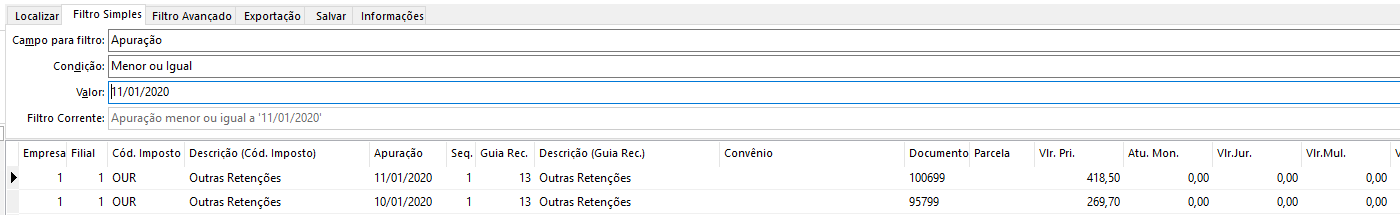 Localizar Filtro Simples Filtro Avançado Exportação Salvar Informações
Campo para filtro: Apuração
Condição: Menor ou Igual
Valor: 11/01/2020
Filtro Corrente: Apuração menor ou igual a '11/01/2020'
Empresa Filial Cód. Imposto Descrição (Cód. Imposto) Apuração Seq. Guia Rec. Descrição (Guia Rec.) Convênio Documento Parcela Vlr. Pri. Atu. Mon. Vlr.Jur. Vlr.Mul. V
1 1 OUR Outras Retenções 11/01/2020 1 13 Outras Retenções 100699 418,50 0,00 0,00 0,00
1 1 OUR Outras Retenções 10/01/2020 1 13 Outras Retenções 95799 269,70 0,00 0,00 0,00